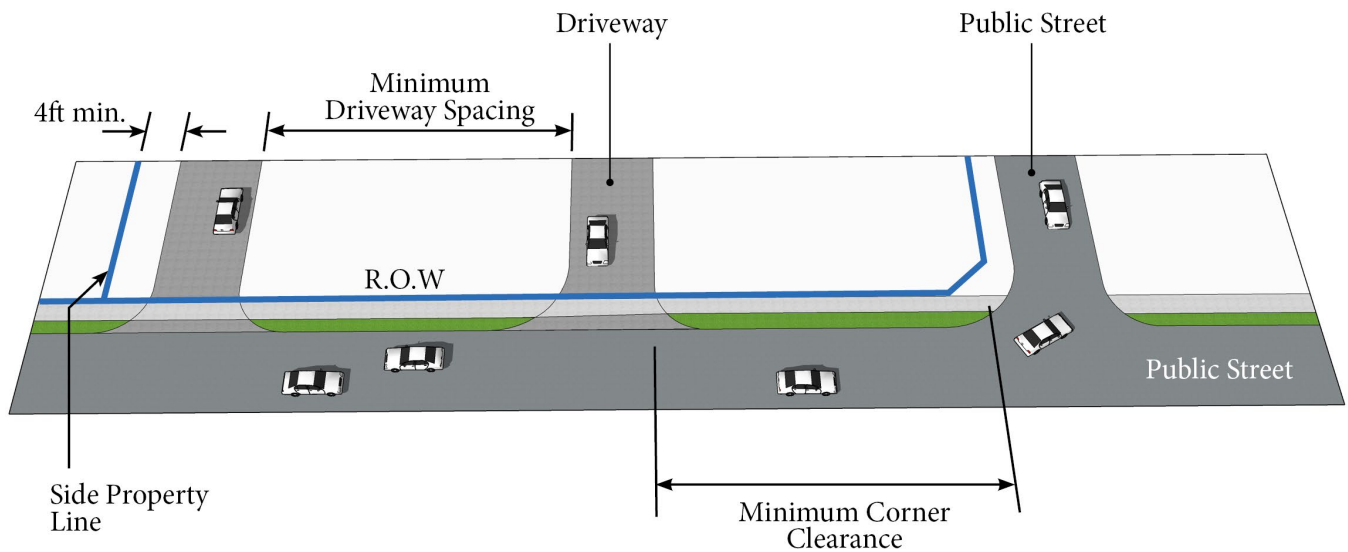 Driveway
Public Street
Minimum
Driveway Spacing
4ft min.
R.O.W
Public Street
Side Property
Line
Minimum Corner
Clearance